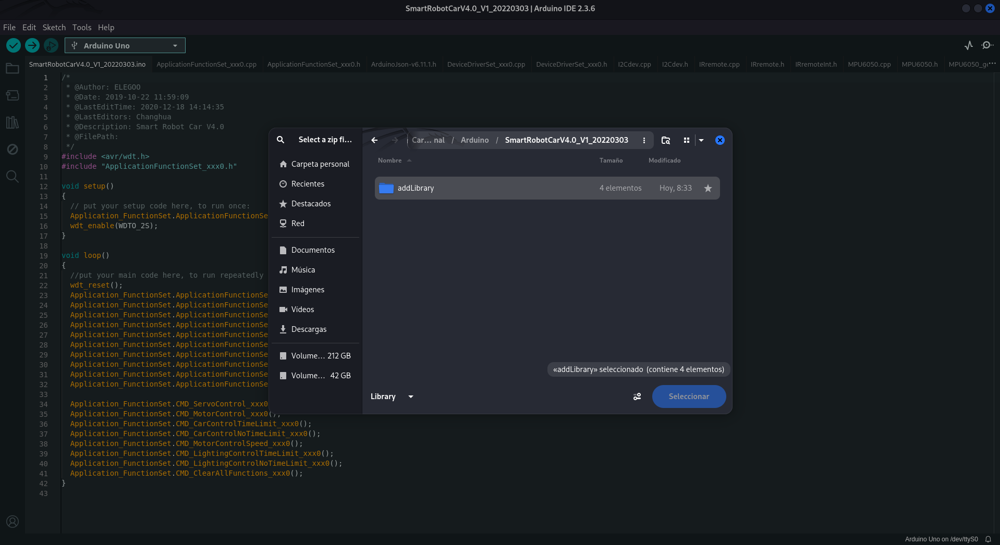 SmartRobotCarV4.0_V1_20220303 | Arduino IDE 2.3.6
File Edit Sketch Tools Help
Arduino Uno
SmartRobotCarV4.0_V1_20220303.ino ApplicationFunctionSet_xxx0.cpp ApplicationFunctionSet_xxx0.h ArduinoJson-v6.11.1.h DeviceDriverSet_xxx0.cpp DeviceDriverSet_xxx0.h I2Cdev.cpp I2Cdev.h IRremote.cpp IRremote.h IRremoteInt.h MPU6050.cpp MPU6050.h MPU6050_ge ...
1 /*
2 * @Author: ELEGOO
3 * @Date: 2019-10-22 11:59:09
4 * @LastEditTime: 2020-12-18 14:14:35
5 * @LastEditors: Changhua
6 * @Description: Smart Robot Car V4.0
7 * @FilePath:
8 */
9 #include <avr/wdt.h>
10 #include "ApplicationFunctionSet_xxx0.h"
11
12 void setup()
13 {
14 // put your setup code here, to run once:
15 Application_FunctionSet.ApplicationFunctionSe
16 wdt_enable(WDTO_2S);
17 }
18
19 void loop()
20 {
21 //put your main code here, to run repeatedly
22 wdt_reset();
23 Application_FunctionSet.ApplicationFunctionSe
24 Application_FunctionSet.ApplicationFunctionSe
25 Application_FunctionSet.ApplicationFunctionSe
26 Application_FunctionSet.ApplicationFunctionSe
27 Application_FunctionSet.ApplicationFunctionSe
28 Application_FunctionSet.ApplicationFunctionSe
29 Application_FunctionSet.ApplicationFunctionSe
30 Application_FunctionSet.ApplicationFunctionSe
31 Application_FunctionSet.ApplicationFunctionSe
32 Application_FunctionSet.ApplicationFunctionSe
33
34 Application_FunctionSet.CMD_ServoControl_xxx0
35 Application_FunctionSet.CMD_MotorControl_xxx0();
36 Application_FunctionSet.CMD_CarControlTimeLimit_xxx0();
37 Application_FunctionSet.CMD_CarControlNoTimeLimit_xxx0();
38 Application_FunctionSet.CMD_MotorControlSpeed_xxx0();
39 Application_FunctionSet.CMD_LightingControlTimeLimit_xxx0();
40 Application_FunctionSet.CMD_LightingControlNoTimeLimit_xxx0();
41 Application_FunctionSet.CMD_ClearAllFunctions_xxx0();
42 }
43
Select a zip fi...
Carpeta personal
Recientes
Destacados
Red
Documentos
Música
Imágenes
Vídeos
Descargas
Volume... 212 GB
Volume... 42 GB
Car... nal / Arduino / SmartRobotCarV4.0_V1_20220303
Nombre Tamaño Modificado
addLibrary 4 elementos Hoy, 8:33
«addLibrary» seleccionado (contiene 4 elementos)
Library Seleccionar
Arduino Uno on /dev/ttyS0